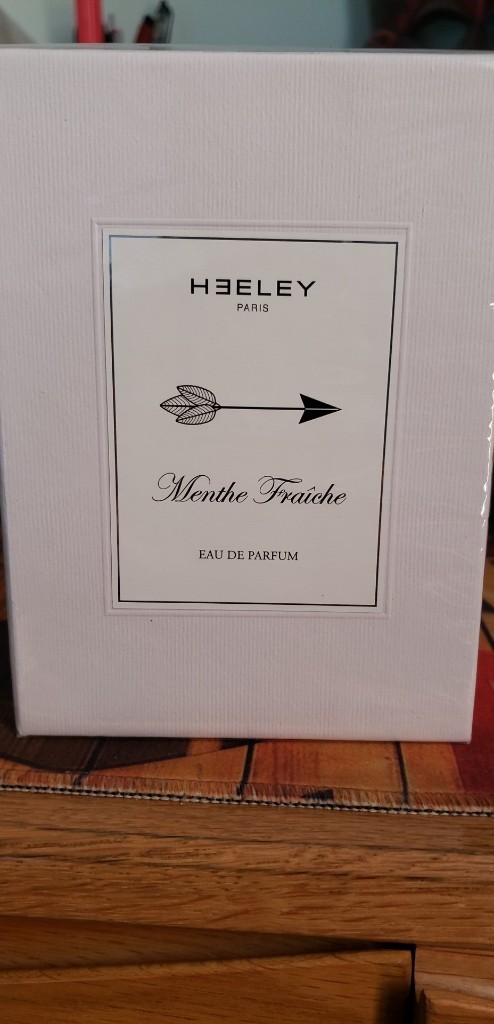 HEELEY
PARIS
Menthe Fraîche
EAU DE PARFUM